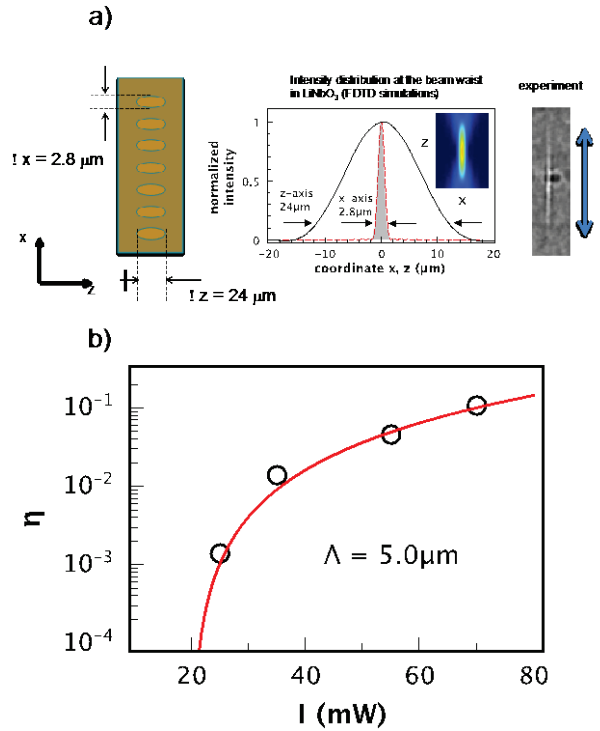 a)
Intensity distribution at the beam waist
in LiNbO₃ (FDTD simulations)
experiment
! x = 2.8 µm
x
z
! z = 24 µm
normalized
intensity
1
0.5
0
z-axis
24µm
x axis
2.8µm
z
x
-20
-10
0
10
20
coordinate x, z (µm)
b)
η
10⁻¹
10⁻²
10⁻³
10⁻⁴
Λ = 5.0µm
20
40
60
80
I (mW)